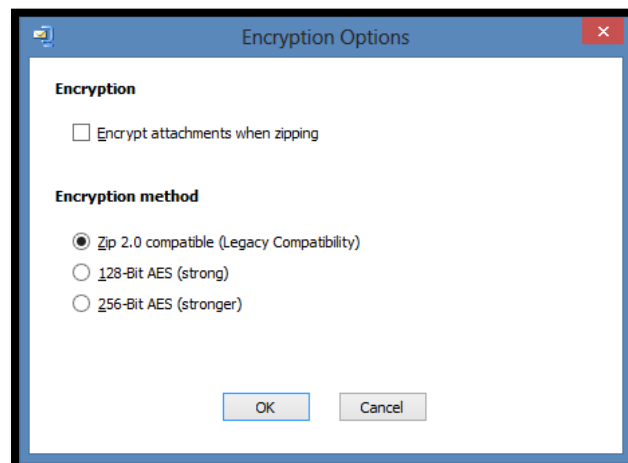 Encryption Options
Encryption
Encrypt attachments when zipping
Encryption method
Zip 2.0 compatible (Legacy Compatibility)
128-Bit AES (strong)
256-Bit AES (stronger)
OK Cancel